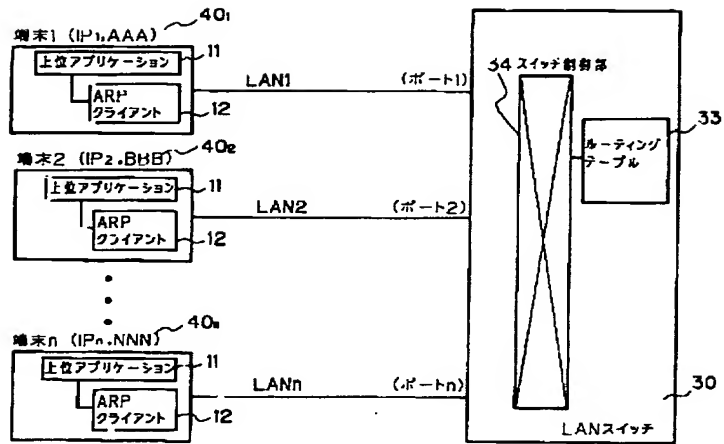 端末1 (IP1.AAA) 401
上位アプリケーション 11
ARP
クライアント 12
LAN1 (ポート1)
端末2 (IP2.BBB) 402
上位アプリケーション 11
ARP
クライアント 12
LAN2 (ポート2)
端末n (IPn.NNN) 40n
上位アプリケーション 11
ARP
クライアント 12
LANn (ポートn)
34 スイッチ制御部
33
ルーティング
テーブル
30
LANスイッチ